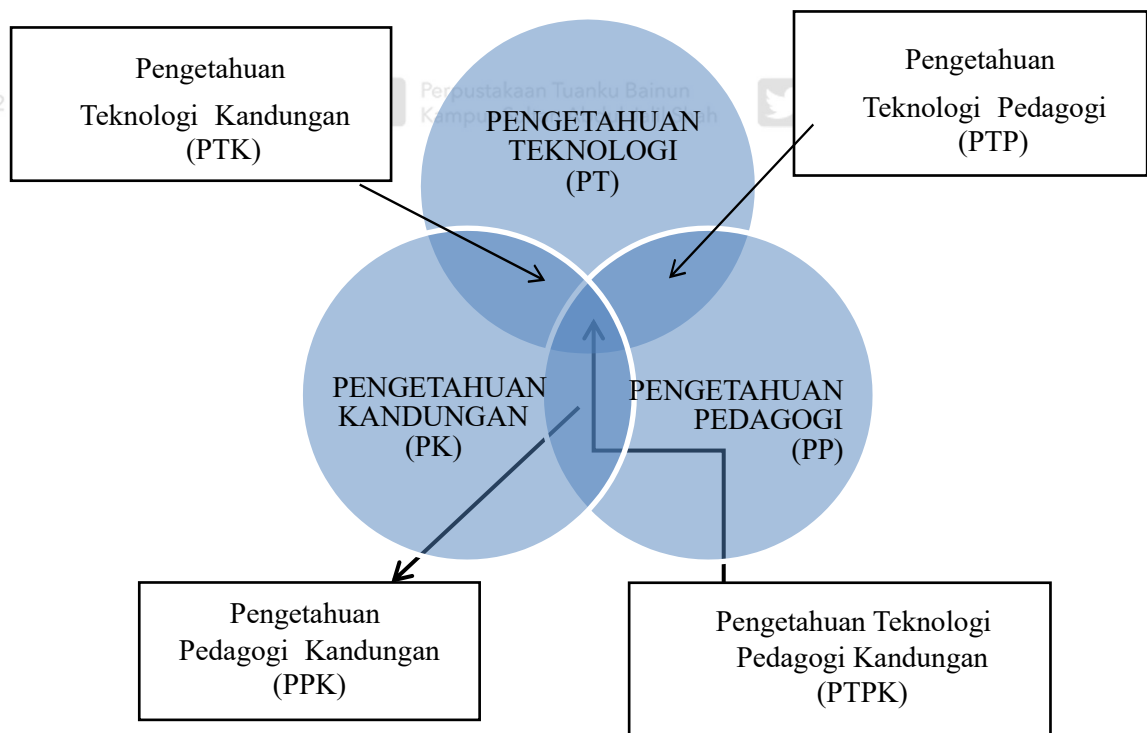 Pengetahuan
Teknologi Kandungan
(PTK)
Perpustakaan Tuanku Bainun
PENGETAHUAN
TEKNOLOGI
(PT)
Pengetahuan
Teknologi Pedagogi
(PTP)
PENGETAHUAN
KANDUNGAN
(PK)
PENGETAHUAN
PEDAGOGI
(PP)
Pengetahuan
Pedagogi Kandungan
(PPK)
Pengetahuan Teknologi
Pedagogi Kandungan
(PTPK)